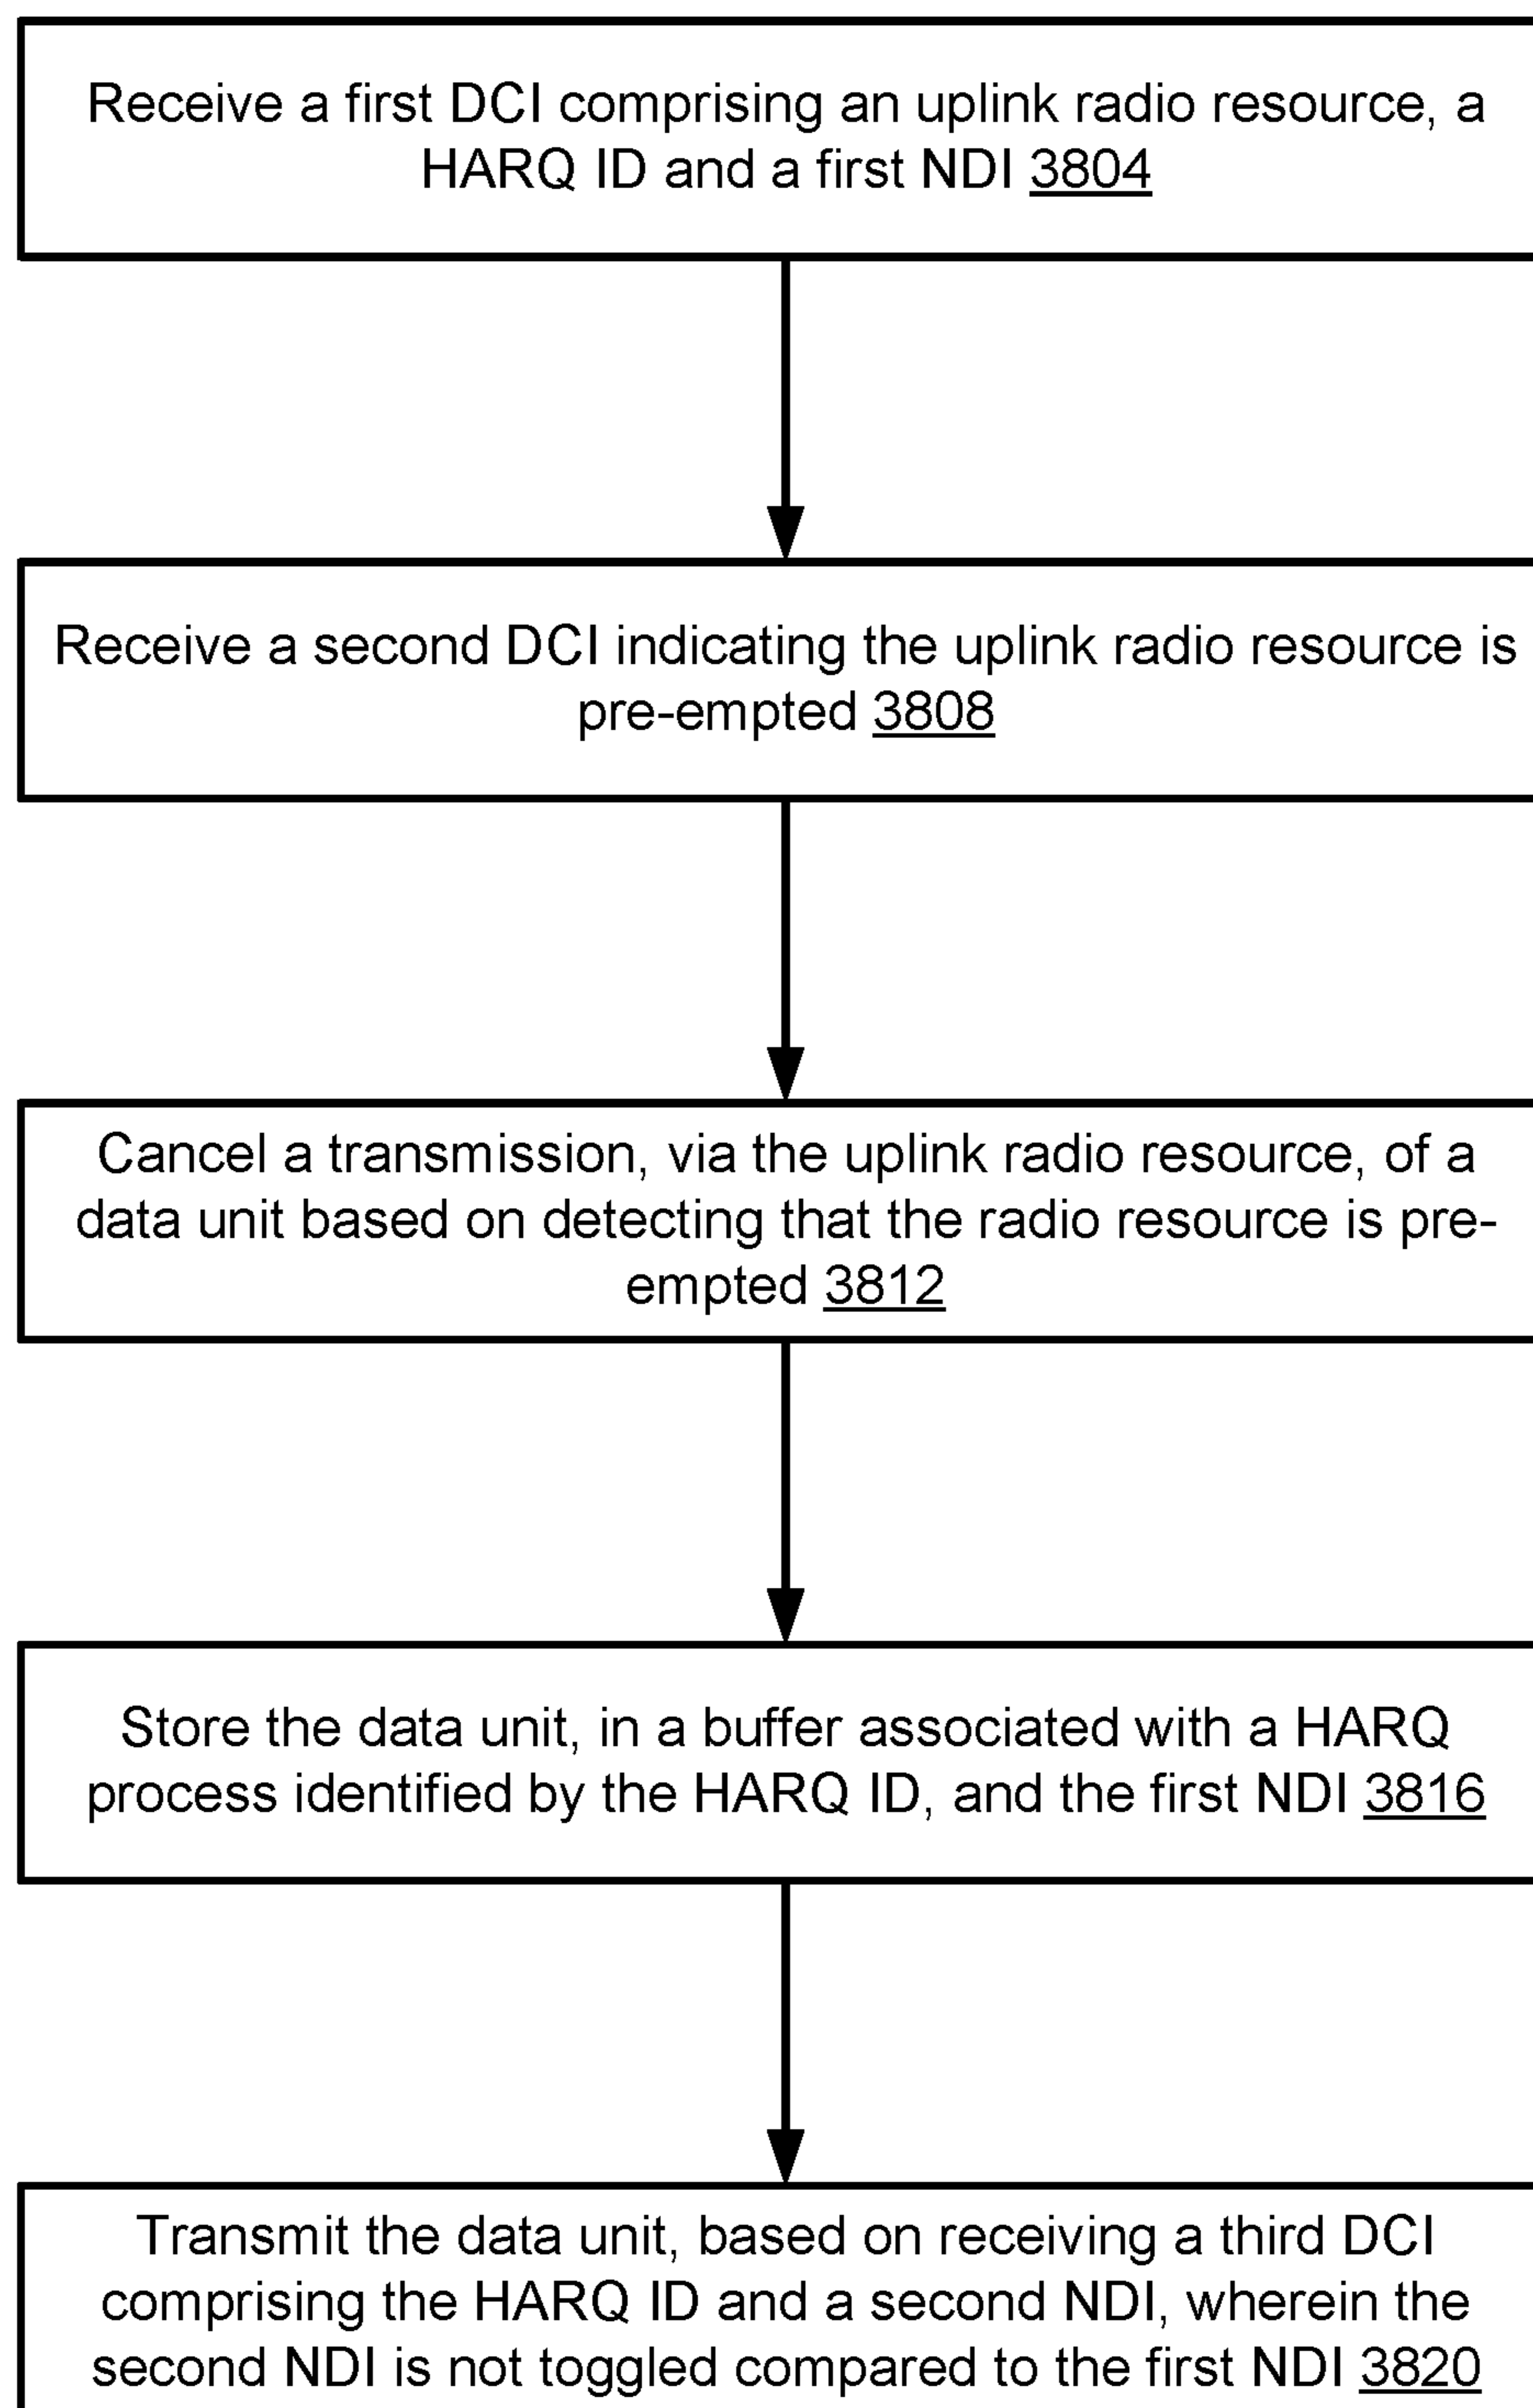 Receive a first DCI comprising an uplink radio resource, a
HARQ ID and a first NDI 3804
Receive a second DCI indicating the uplink radio resource is
pre-empted 3808
Cancel a transmission, via the uplink radio resource, of a
data unit based on detecting that the radio resource is pre-
empted 3812
Store the data unit, in a buffer associated with a HARQ
process identified by the HARQ ID, and the first NDI 3816
Transmit the data unit, based on receiving a third DCI
comprising the HARQ ID and a second NDI, wherein the
second NDI is not toggled compared to the first NDI 3820